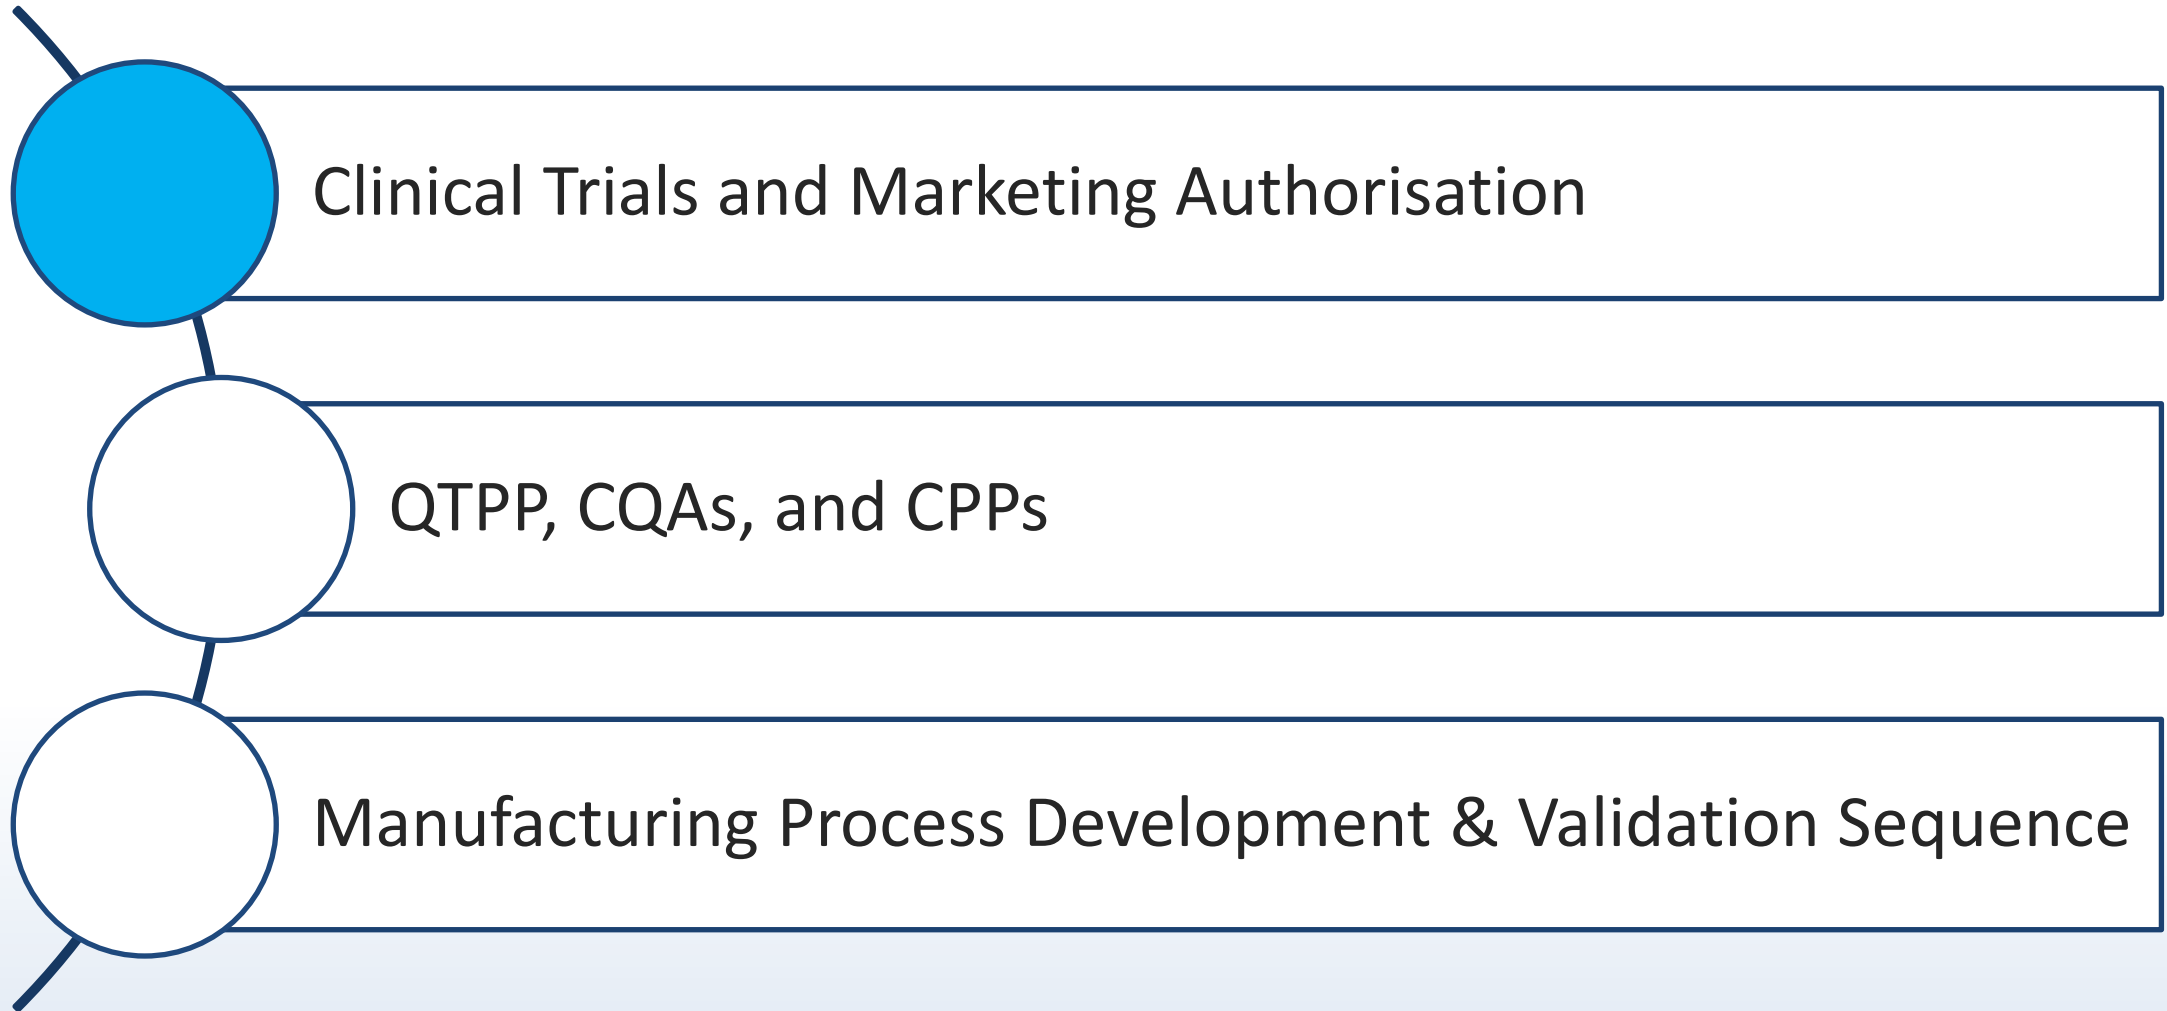 Clinical Trials and Marketing Authorisation
QTPP, CQAs, and CPPs
Manufacturing Process Development & Validation Sequence